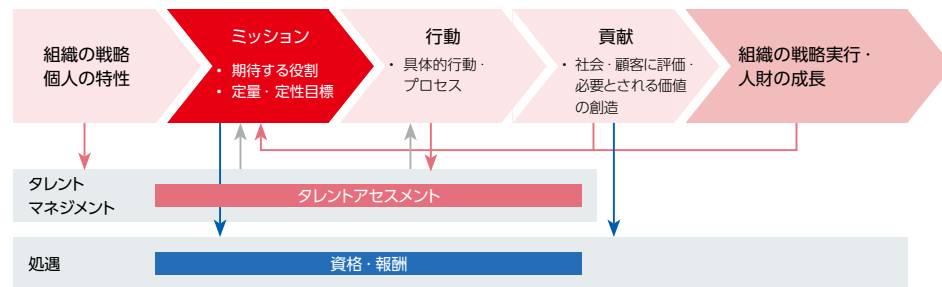 組織の戦略
個人の特性
ミッション
・ 期待する役割
・ 定量・定性目標
行動
・ 具体的行動・
プロセス
貢献
・ 社会・顧客に評価・
必要とされる価値
の創造
組織の戦略実行・
人財の成長
タレント
マネジメント
タレントアセスメント
処遇
資格・報酬